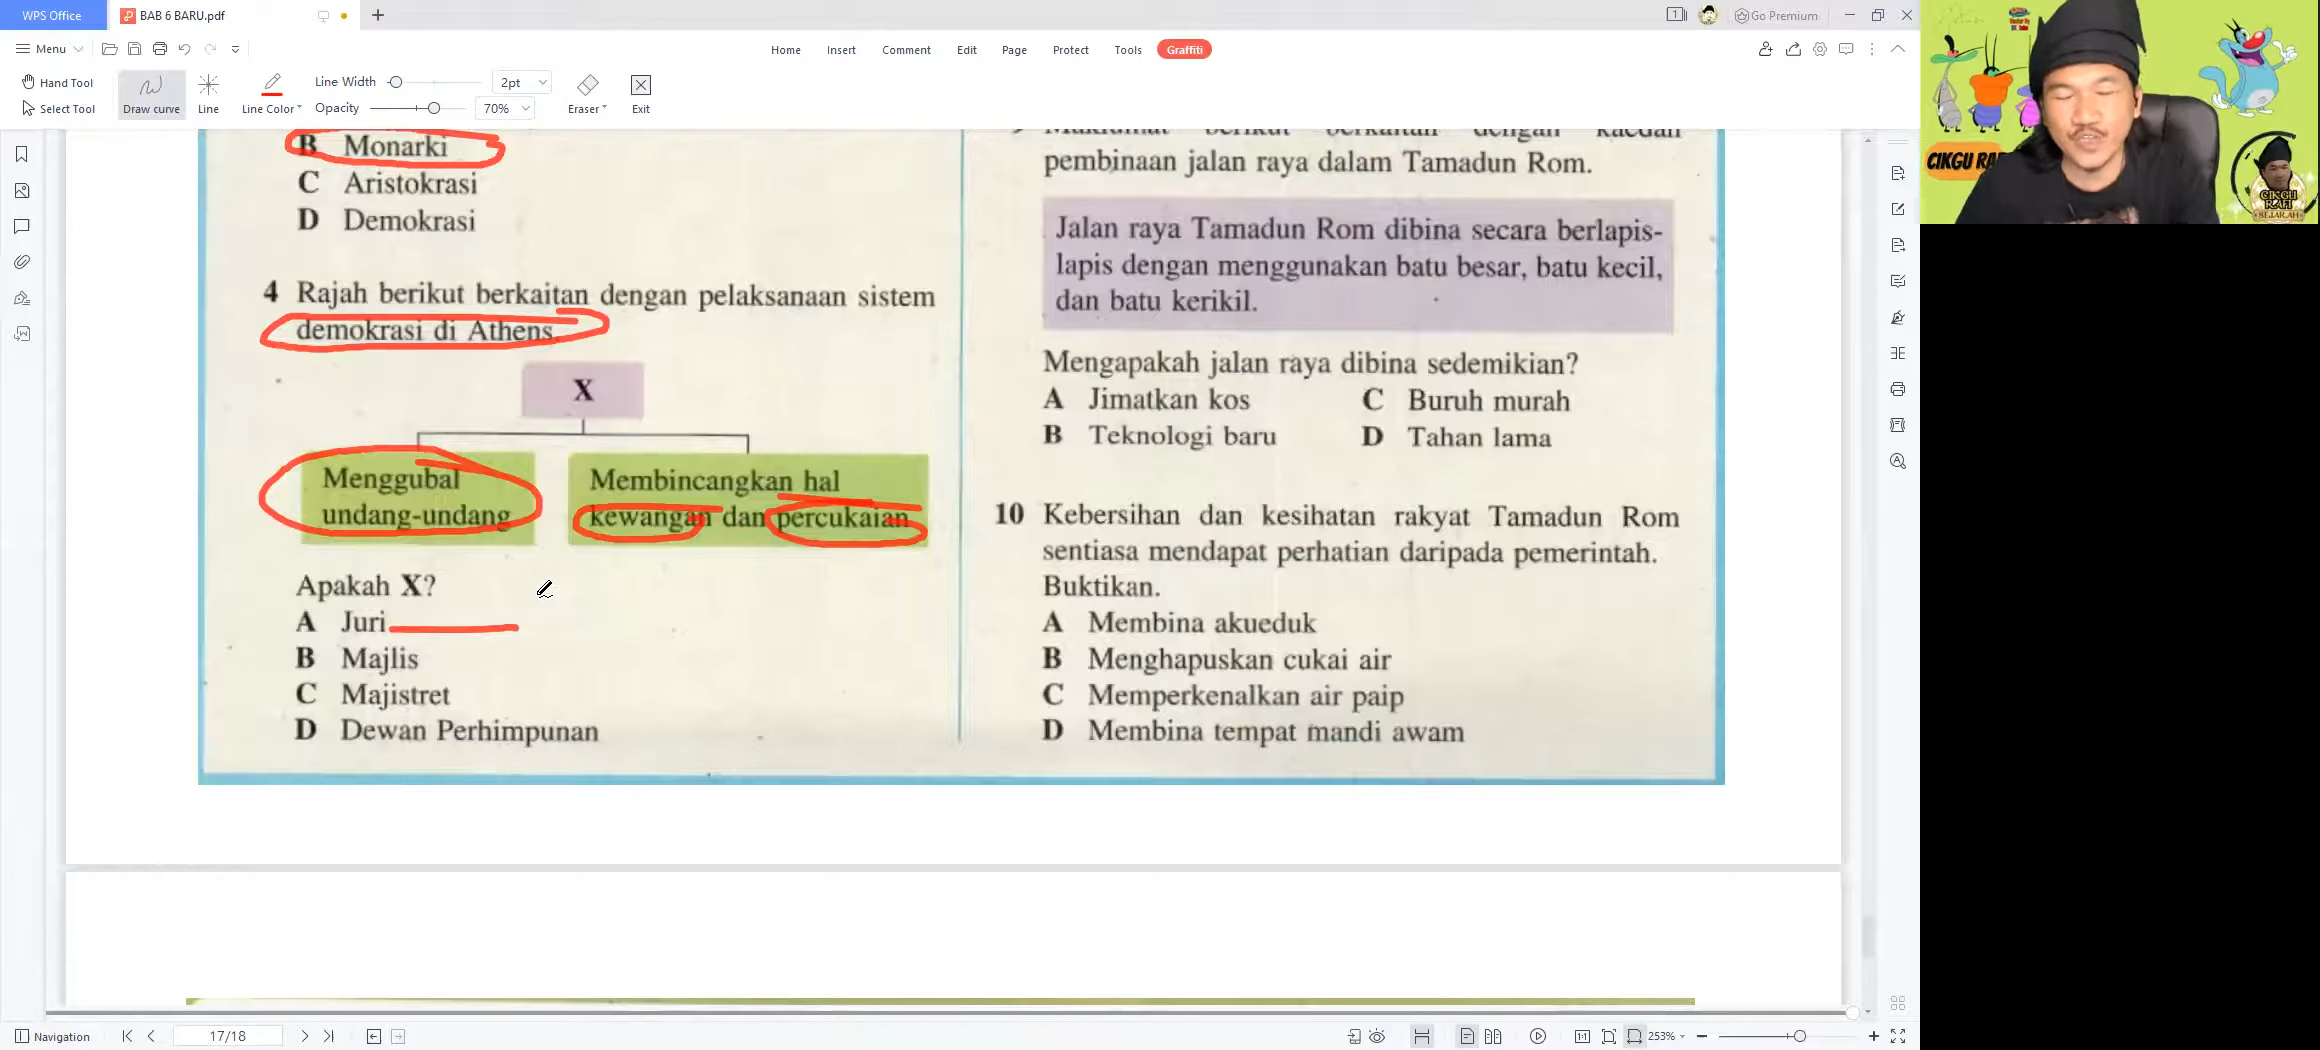 WPS Office
BAB 6 BARU.pdf
Go Premium
Menu
Home Insert Comment Edit Page Protect Tools Graffiti
Hand Tool
Select Tool
Draw curve
Line
Line Color
Line Width
2pt
Opacity
70%
Eraser
Exit
B Monarki
C Aristokrasi
D Demokrasi
4 Rajah berikut berkaitan dengan pelaksanaan sistem
demokrasi di Athens.
X
Menggubal
undang-undang
Membincangkan hal
kewangan dan percukaian
Apakah X?
A Juri
B Majlis
C Majistret
D Dewan Perhimpunan
9 Maklumat berikut berkaitan dengan kaedah
pembinaan jalan raya dalam Tamadun Rom.
Jalan raya Tamadun Rom dibina secara berlapis-
lapis dengan menggunakan batu besar, batu kecil,
dan batu kerikil.
Mengapakah jalan raya dibina sedemikian?
A Jimatkan kos C Buruh murah
B Teknologi baru D Tahan lama
10 Kebersihan dan kesihatan rakyat Tamadun Rom
sentiasa mendapat perhatian daripada pemerintah.
Buktikan.
A Membina akueduk
B Menghapuskan cukai air
C Memperkenalkan air paip
D Membina tempat mandi awam
CIKGU
CIKGU
RAFI
SEJARAH
Navigation
17/18
253%